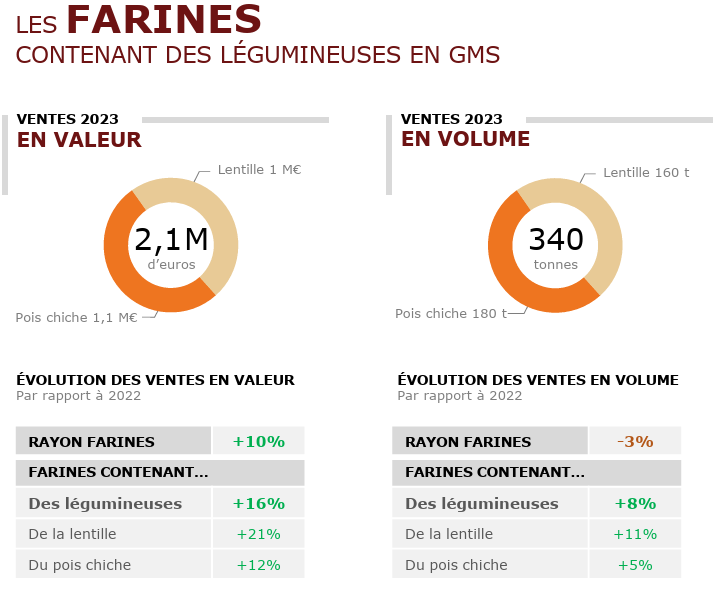 LES FARINES
CONTENANT DES LÉGUMINEUSES EN GMS
VENTES 2023
EN VALEUR
Lentille 1 M€
2,1M
d'euros
Pois chiche 1,1 M€
VENTES 2023
EN VOLUME
Lentille 160 t
340
tonnes
Pois chiche 180 t
ÉVOLUTION DES VENTES EN VALEUR
Par rapport à 2022
RAYON FARINES +10%
FARINES CONTENANT...
Des légumineuses +16%
De la lentille +21%
Du pois chiche +12%
ÉVOLUTION DES VENTES EN VOLUME
Par rapport à 2022
RAYON FARINES -3%
FARINES CONTENANT...
Des légumineuses +8%
De la lentille +11%
Du pois chiche +5%